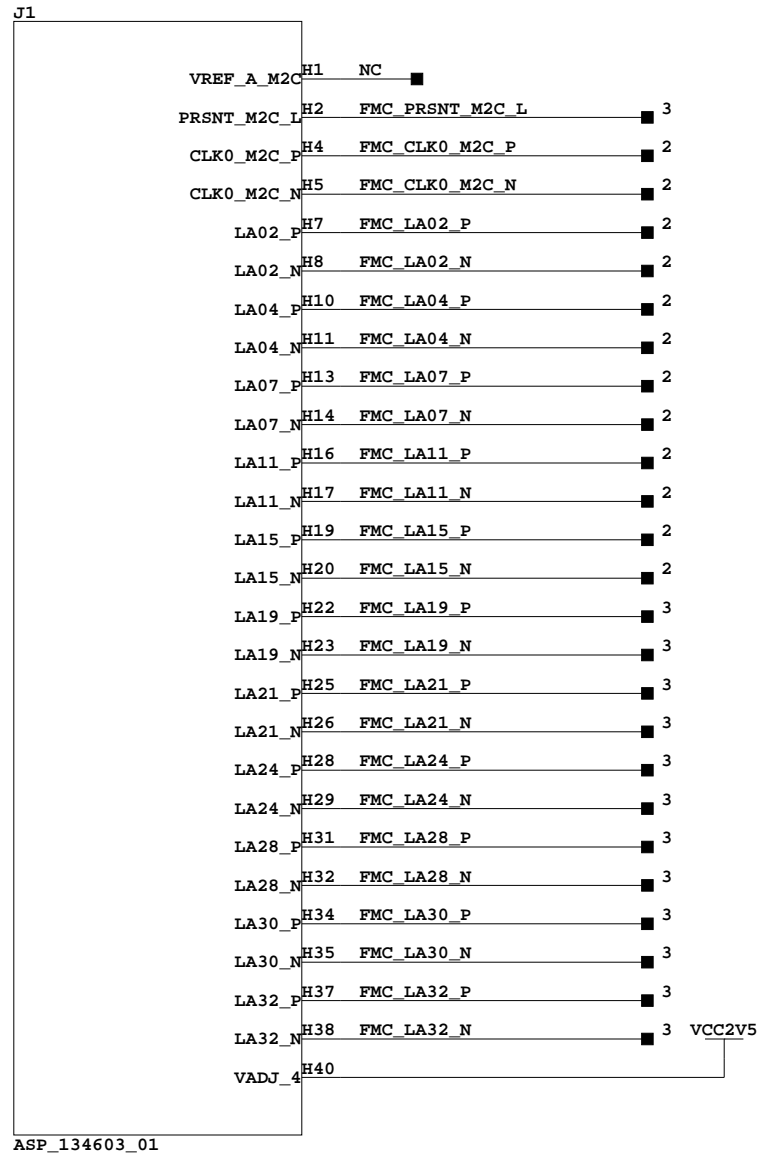 J1
VREF_A_M2C H1 NC
PRSNT_M2C_L H2 FMC_PRSNT_M2C_L 3
CLK0_M2C_P H4 FMC_CLK0_M2C_P 2
CLK0_M2C_N H5 FMC_CLK0_M2C_N 2
LA02_P H7 FMC_LA02_P 2
LA02_N H8 FMC_LA02_N 2
LA04_P H10 FMC_LA04_P 2
LA04_N H11 FMC_LA04_N 2
LA07_P H13 FMC_LA07_P 2
LA07_N H14 FMC_LA07_N 2
LA11_P H16 FMC_LA11_P 2
LA11_N H17 FMC_LA11_N 2
LA15_P H19 FMC_LA15_P 2
LA15_N H20 FMC_LA15_N 2
LA19_P H22 FMC_LA19_P 3
LA19_N H23 FMC_LA19_N 3
LA21_P H25 FMC_LA21_P 3
LA21_N H26 FMC_LA21_N 3
LA24_P H28 FMC_LA24_P 3
LA24_N H29 FMC_LA24_N 3
LA28_P H31 FMC_LA28_P 3
LA28_N H32 FMC_LA28_N 3
LA30_P H34 FMC_LA30_P 3
LA30_N H35 FMC_LA30_N 3
LA32_P H37 FMC_LA32_P 3
LA32_N H38 FMC_LA32_N 3 VCC2V5
VADJ_4 H40
ASP_134603_01